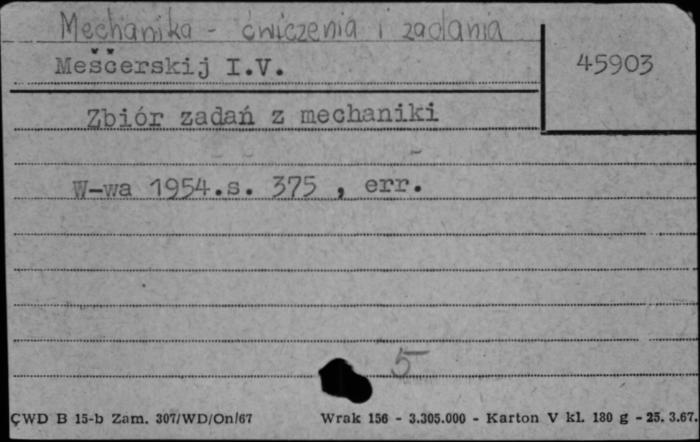 Mechanika - ćwiczenia i zadania
Meščerskij I.V.
45903
Zbiór zadań z mechaniki
W-wa 1954.s. 375 , err.
5
ÇWD B 15-b Zam. 307/WD/On/67 Wrak 156 - 3.305.000 - Karton V kl. 180 g - 25. 3.67.